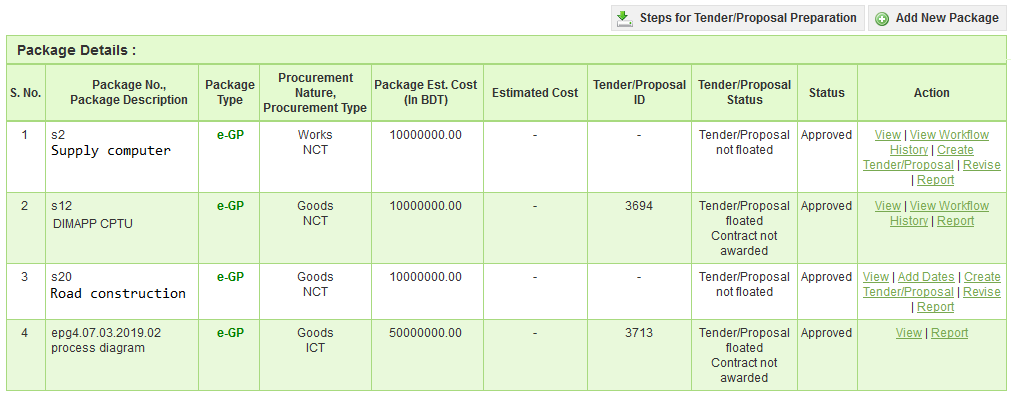 Steps for Tender/Proposal Preparation
Add New Package
Package Details :
S. No.
Package No.,
Package Description
Package
Type
Procurement
Nature,
Procurement Type
Package Est. Cost
(In BDT)
Estimated Cost
Tender/Proposal
ID
Tender/Proposal
Status
Status
Action
1
s2
Supply computer
e-GP
Works
NCT
10000000.00
-
-
Tender/Proposal
not floated
Approved
View | View Workflow
History | Create
Tender/Proposal | Revise
| Report
2
s12
DIMAPP CPTU
e-GP
Goods
NCT
10000000.00
-
3694
Tender/Proposal
floated
Contract not
awarded
Approved
View | View Workflow
History | Report
3
s20
Road construction
e-GP
Goods
NCT
10000000.00
-
-
Tender/Proposal
not floated
Approved
View | Add Dates | Create
Tender/Proposal | Revise
| Report
4
epg4.07.03.2019.02
process diagram
e-GP
Goods
ICT
50000000.00
-
3713
Tender/Proposal
floated
Contract not
awarded
Approved
View | Report